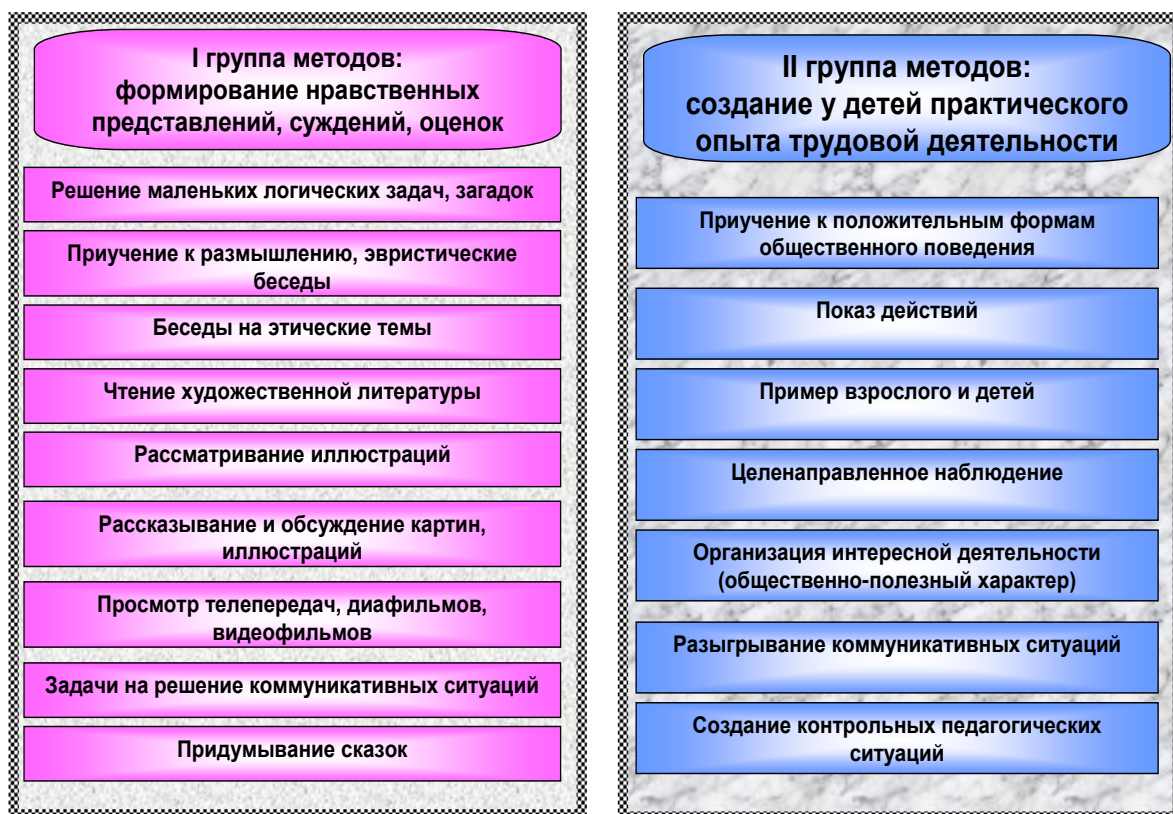 I группа методов:
формирование нравственных
представлений, суждений, оценок
Решение маленьких логических задач, загадок
Приучение к размышлению, эвристические
беседы
Беседы на этические темы
Чтение художественной литературы
Рассматривание иллюстраций
Рассказывание и обсуждение картин,
иллюстраций
Просмотр телепередач, диафильмов,
видеофильмов
Задачи на решение коммуникативных ситуаций
Придумывание сказок
II группа методов:
создание у детей практического
опыта трудовой деятельности
Приучение к положительным формам
общественного поведения
Показ действий
Пример взрослого и детей
Целенаправленное наблюдение
Организация интересной деятельности
(общественно-полезный характер)
Разыгрывание коммуникативных ситуаций
Создание контрольных педагогических
ситуаций